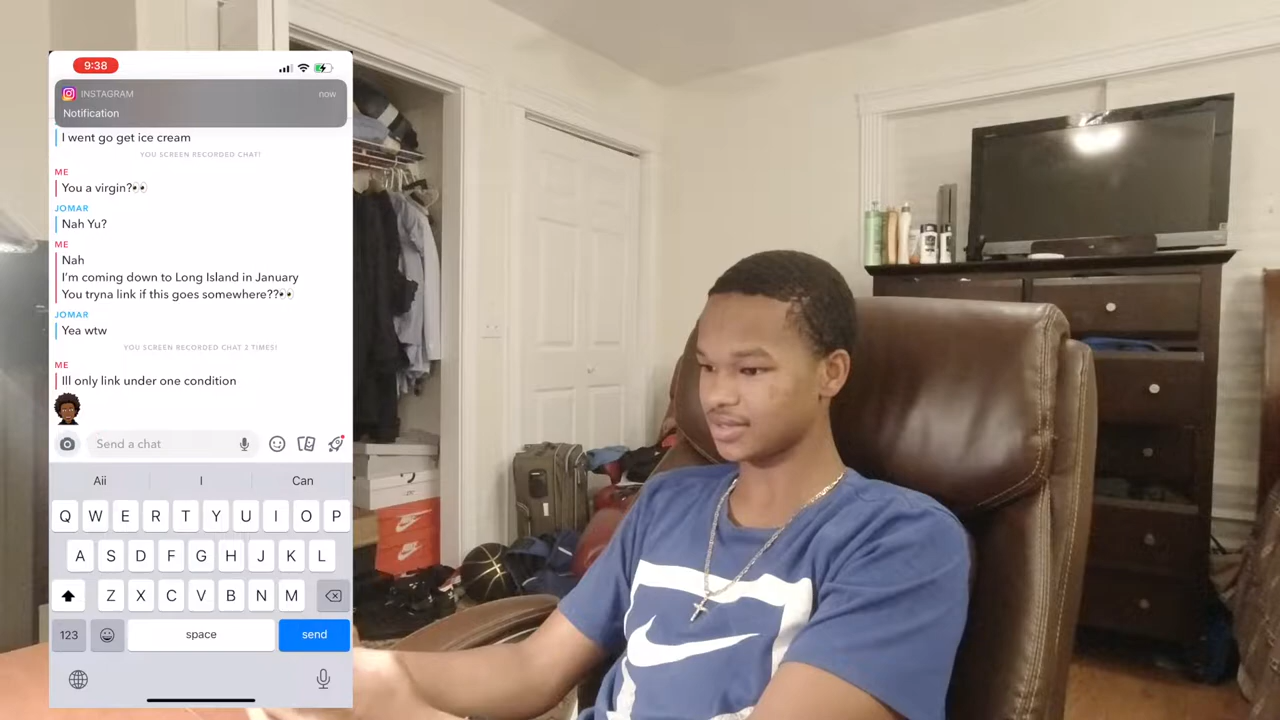 9:38
INSTAGRAM
now
Notification
I went go get ice cream
YOU SCREEN RECORDED CHAT!
ME
You a virgin?👀
JOMAR
Nah Yu?
ME
Nah
I'm coming down to Long Island in January
You tryna link if this goes somewhere??👀
JOMAR
Yea wtw
YOU SCREEN RECORDED CHAT 2 TIMES!
ME
Ill only link under one condition
Send a chat
Aii I Can
Q W E R T Y U I O P
A S D F G H J K L
Z X C V B N M
123 space send